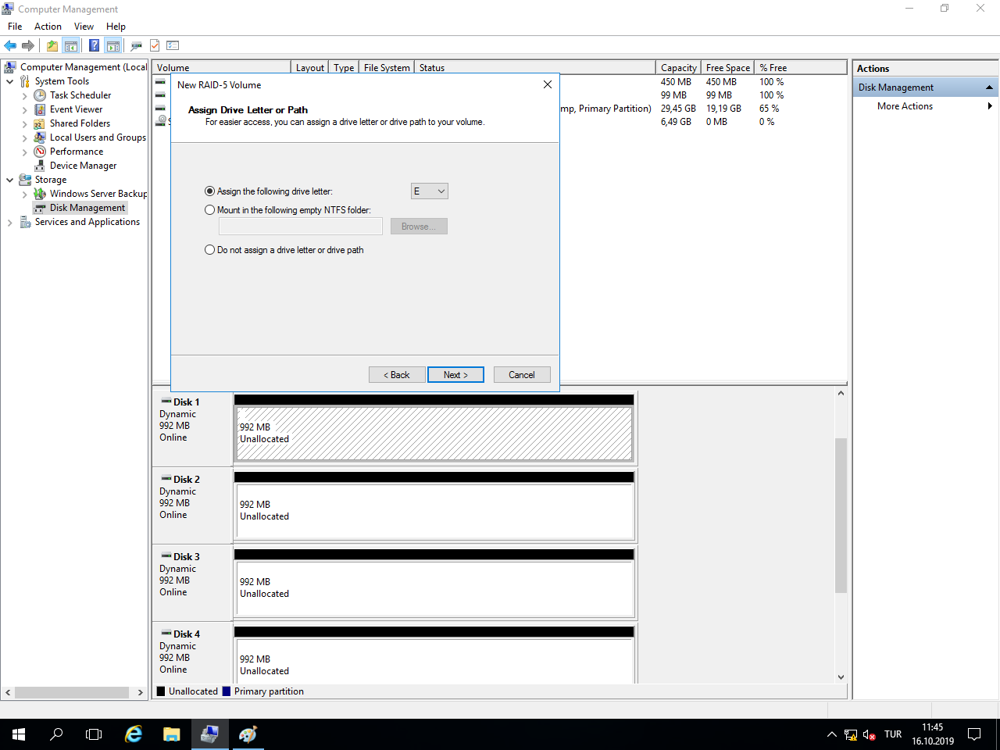 Computer Management
File Action View Help
Computer Management (Local
System Tools
Task Scheduler
Event Viewer
Shared Folders
Local Users and Groups
Performance
Device Manager
Storage
Windows Server Backup
Disk Management
Services and Applications
Volume Layout Type File System Status Capacity Free Space % Free
450 MB 450 MB 100 %
99 MB 99 MB 100 %
mp, Primary Partition) 29,45 GB 19,19 GB 65 %
6,49 GB 0 MB 0 %
New RAID-5 Volume
Assign Drive Letter or Path
For easier access, you can assign a drive letter or drive path to your volume.
Assign the following drive letter: E
Mount in the following empty NTFS folder:
Browse...
Do not assign a drive letter or drive path
< Back Next > Cancel
Disk 1
Dynamic
992 MB
Online
992 MB
Unallocated
Disk 2
Dynamic
992 MB
Online
992 MB
Unallocated
Disk 3
Dynamic
992 MB
Online
992 MB
Unallocated
Disk 4
Dynamic
992 MB
Online
992 MB
Unallocated
Unallocated Primary partition
Actions
Disk Management
More Actions
TUR
11:45
16.10.2019